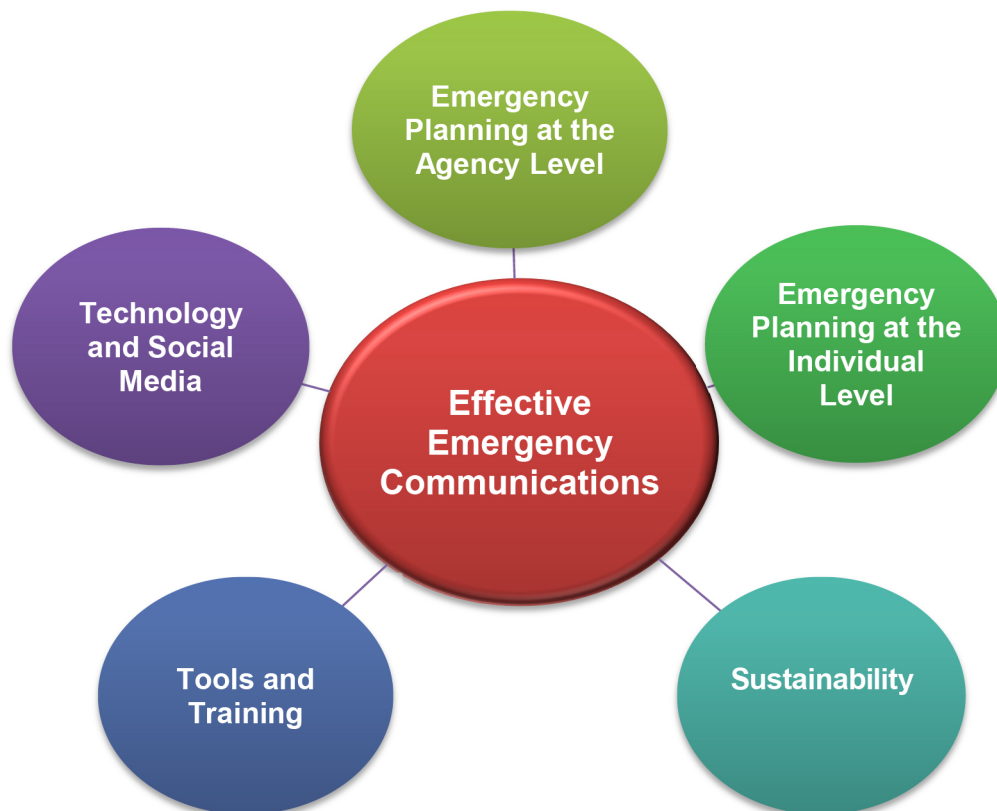 Emergency
Planning at the
Agency Level
Technology
and Social
Media
Emergency
Planning at the
Individual
Level
Effective
Emergency
Communications
Tools and
Training
Sustainability